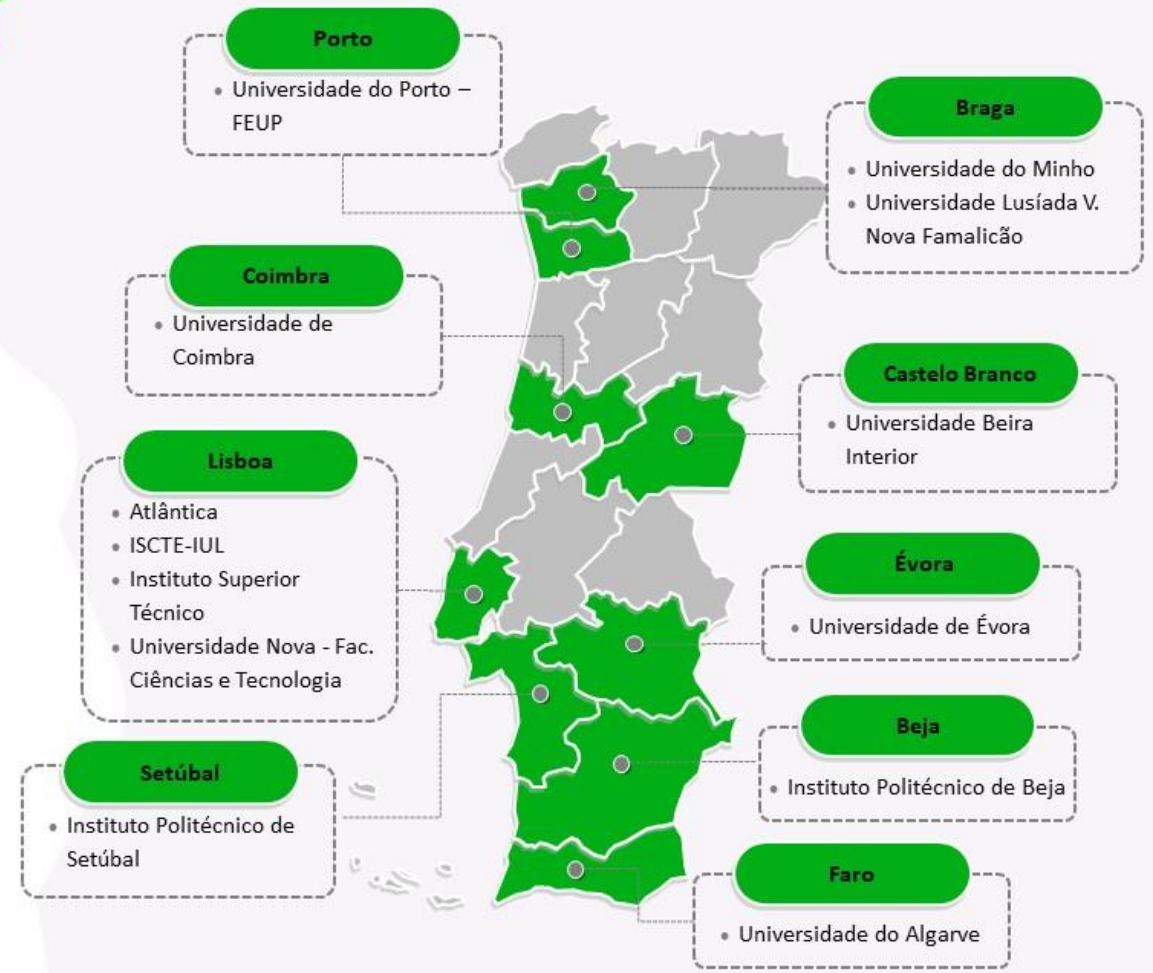 Porto
• Universidade do Porto –
FEUP
Braga
• Universidade do Minho
• Universidade Lusíada V.
Nova Famalicão
Coimbra
• Universidade de
Coimbra
Castelo Branco
• Universidade Beira
Interior
Lisboa
• Atlântica
• ISCTE-IUL
• Instituto Superior
Técnico
• Universidade Nova - Fac.
Ciências e Tecnologia
Évora
• Universidade de Évora
Beja
• Instituto Politécnico de Beja
Setúbal
• Instituto Politécnico de
Setúbal
Faro
• Universidade do Algarve